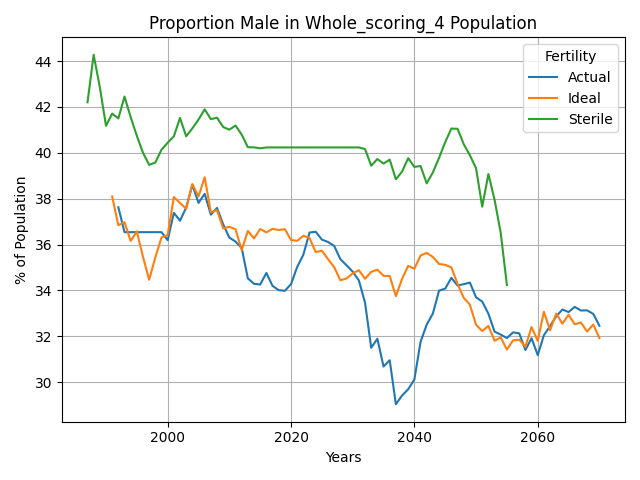 Proportion Male in Whole_scoring_4 Population
Fertility
Actual
Ideal
Sterile
% of Population
44
42
40
38
36
34
32
30
2000
2020
2040
2060
Years